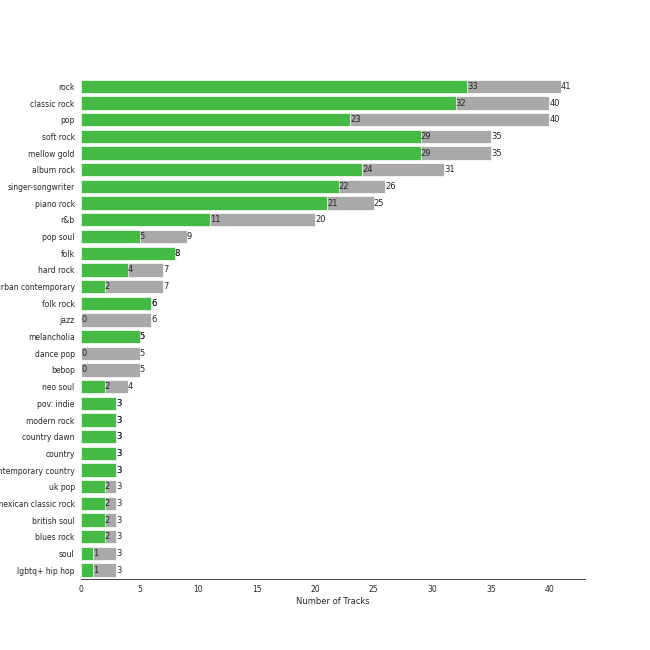 rock 33 41
classic rock 32 40
pop 23 40
soft rock 29 35
mellow gold 29 35
album rock 24 31
singer-songwriter 22 26
piano rock 21 25
r&b 11 20
pop soul 5 9
folk 8
hard rock 4 7
rban contemporary 2 7
folk rock 6
jazz 0 6
melancholia 5
dance pop 0 5
bebop 0 5
neo soul 2 4
pov: indie 3
modern rock 3
country dawn 3
country 3
ntemporary country 3
uk pop 2 3
mexican classic rock 2 3
british soul 2 3
blues rock 2 3
soul 1 3
lgbtq+ hip hop 1 3
0 5 10 15 20 25 30 35 40
Number of Tracks